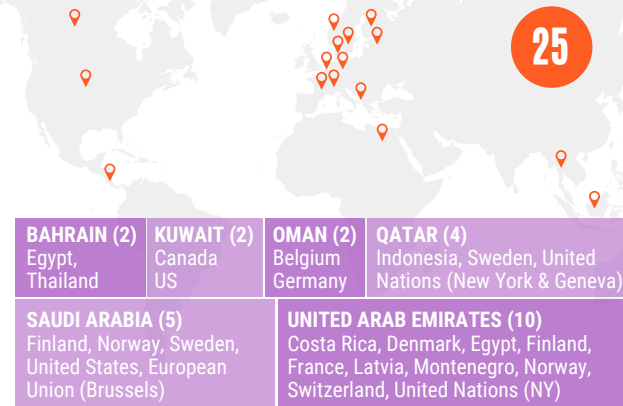 25
BAHRAIN (2)
Egypt,
Thailand
KUWAIT (2)
Canada
US
OMAN (2)
Belgium
Germany
QATAR (4)
Indonesia, Sweden, United
Nations (New York & Geneva)
SAUDI ARABIA (5)
Finland, Norway, Sweden,
United States, European
Union (Brussels)
UNITED ARAB EMIRATES (10)
Costa Rica, Denmark, Egypt, Finland,
France, Latvia, Montenegro, Norway,
Switzerland, United Nations (NY)